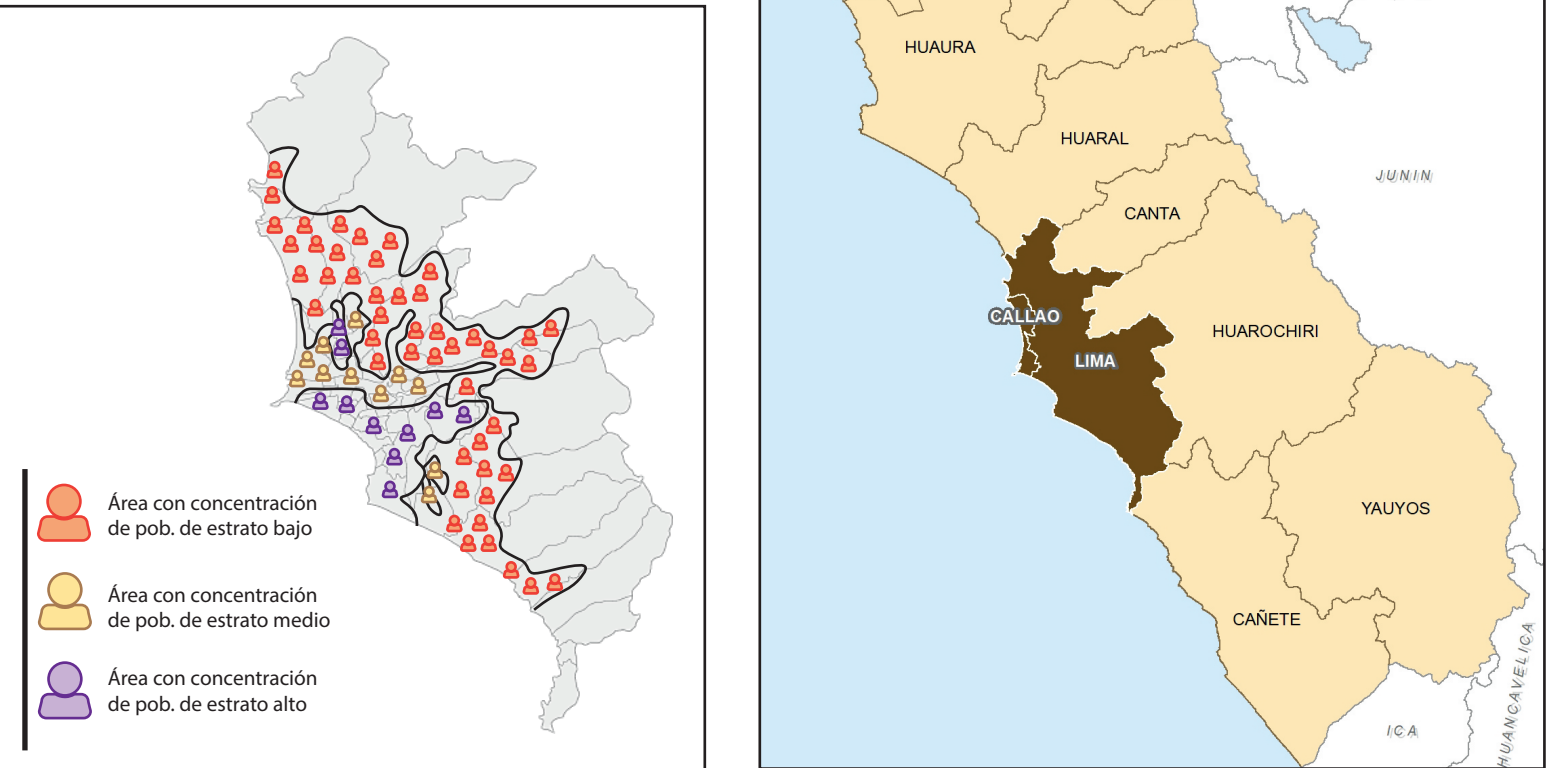 Área con concentración
de pob. de estrato bajo
Área con concentración
de pob. de estrato medio
Área con concentración
de pob. de estrato alto
HUAURA
HUARAL
JUNIN
CANTA
CALLAO
HUAROCHIRI
LIMA
YAUYOS
CAÑETE
HUANCAVELICA
ICA